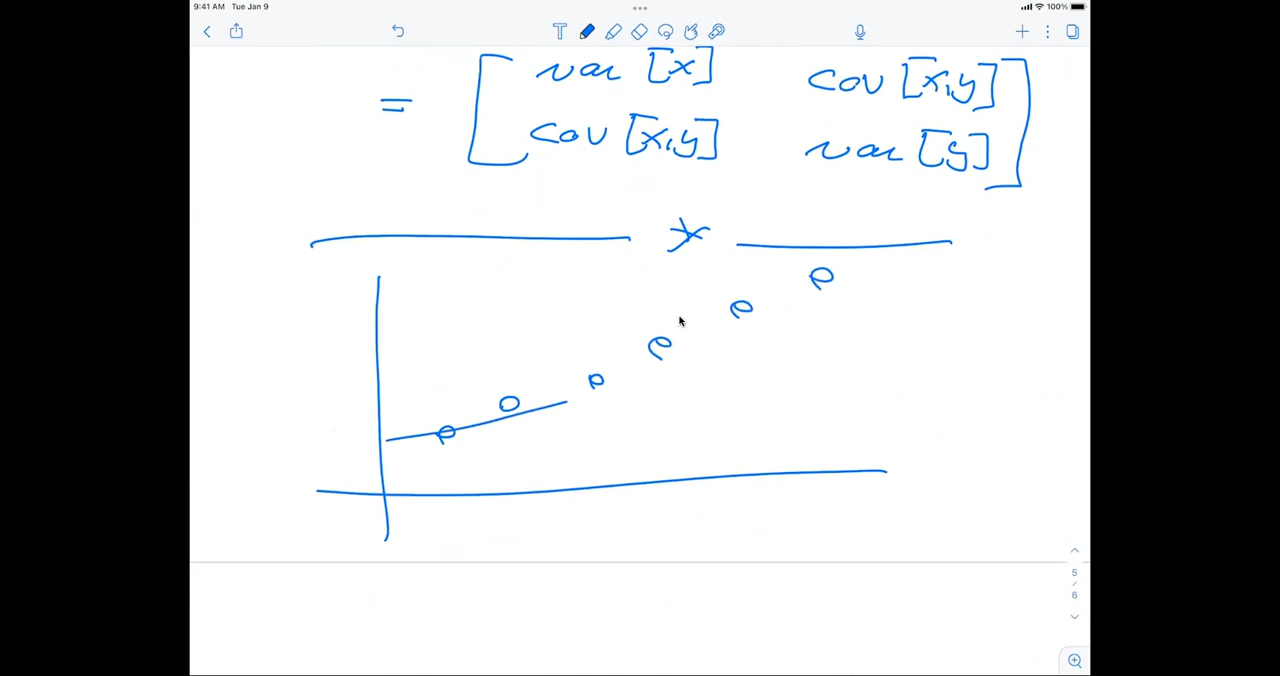 9:41 AM Tue Jan 9
100%
= [ var [x] cov [x,y]
cov [x,y] var [y] ]
5
/
6